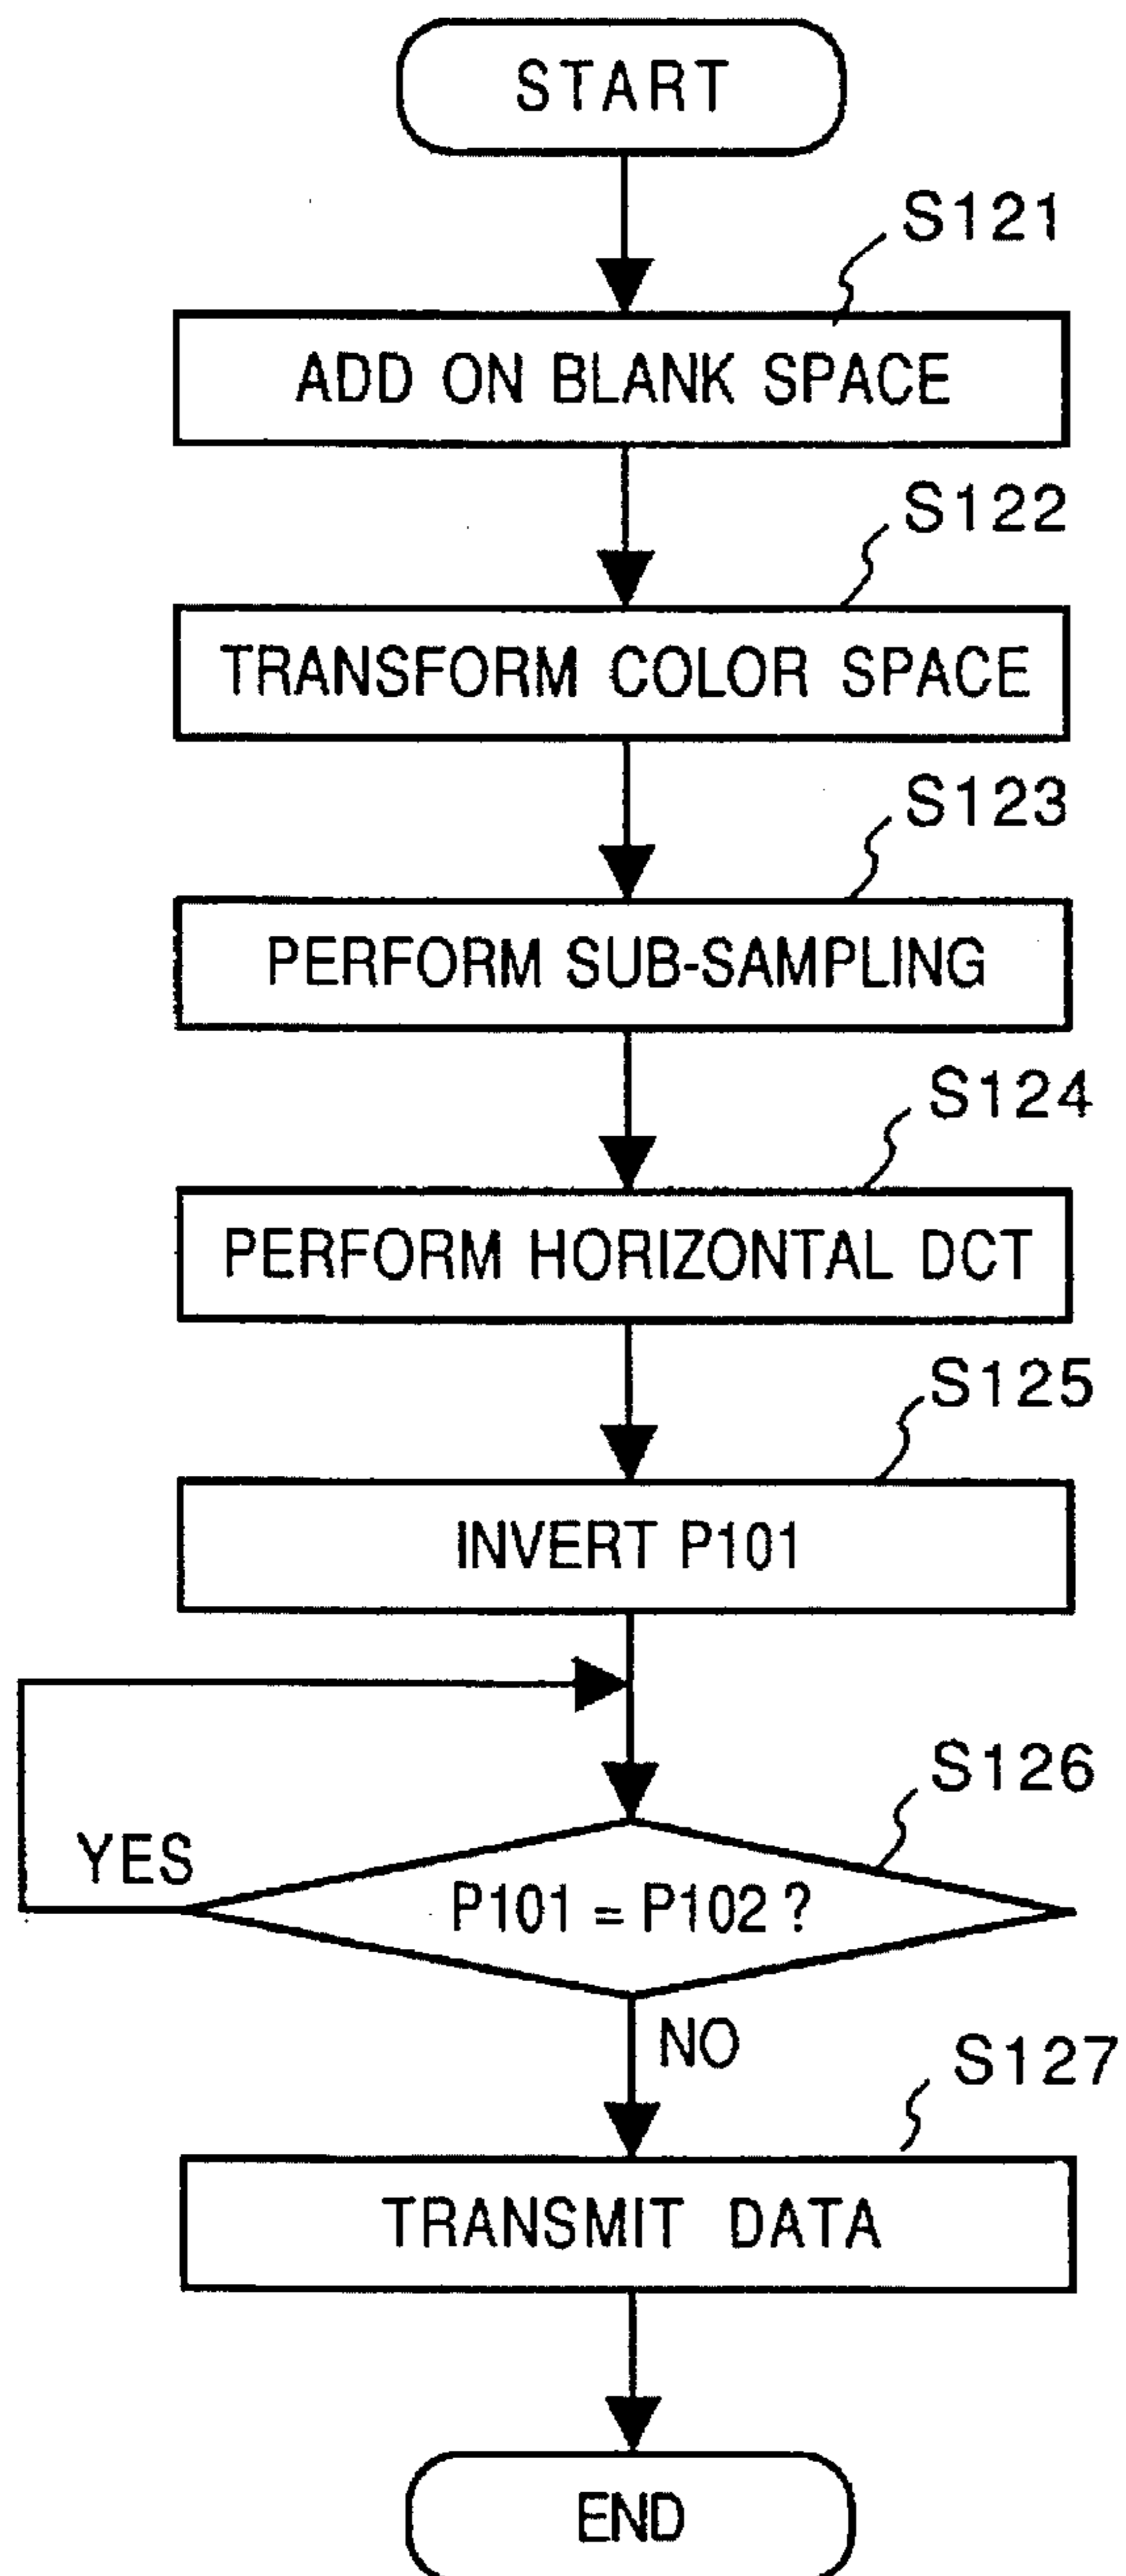 START
S121
ADD ON BLANK SPACE
S122
TRANSFORM COLOR SPACE
S123
PERFORM SUB-SAMPLING
S124
PERFORM HORIZONTAL DCT
S125
INVERT P101
S126
YES
P101 = P102 ?
NO
S127
TRANSMIT DATA
END